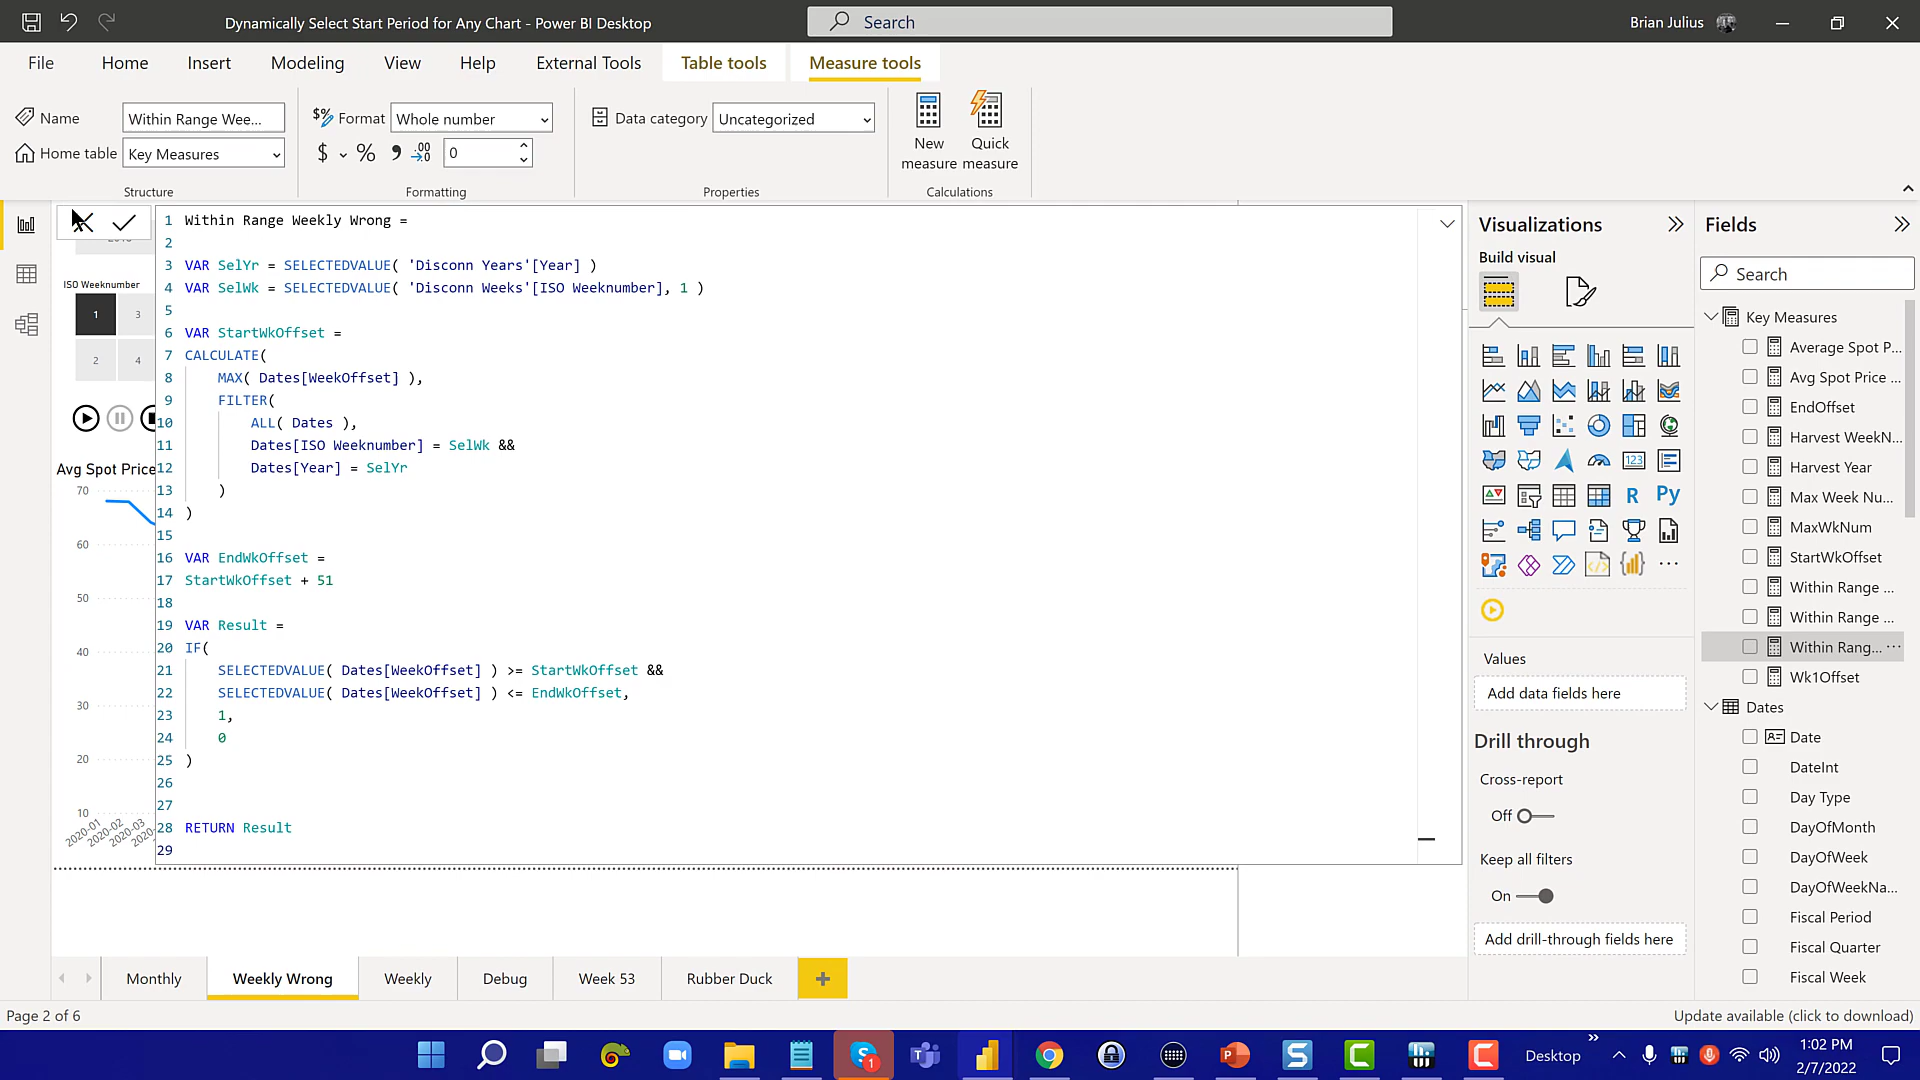 Dynamically Select Start Period for Any Chart - Power BI Desktop
Search
Brian Julius
File
Home
Insert
Modeling
View
Help
External Tools
Table tools
Measure tools
Name
Within Range Wee...
Home table
Key Measures
Structure
Format
Whole number
$
%
,
.00
→0
0
Formatting
Data category
Uncategorized
Properties
New
measure
Quick
measure
Calculations
ISO Weeknumber
1
3
2
4
Avg Spot Price
70
60
50
40
30
20
10
2020-01
2020-02
2020-03
1 Within Range Weekly Wrong =
2
3 VAR SelYr = SELECTEDVALUE( 'Disconn Years'[Year] )
4 VAR SelWk = SELECTEDVALUE( 'Disconn Weeks'[ISO Weeknumber], 1 )
5
6 VAR StartWkOffset =
7 CALCULATE(
8 MAX( Dates[WeekOffset] ),
9 FILTER(
10 ALL( Dates ),
11 Dates[ISO Weeknumber] = SelWk &&
12 Dates[Year] = SelYr
13 )
14 )
15
16 VAR EndWkOffset =
17 StartWkOffset + 51
18
19 VAR Result =
20 IF(
21 SELECTEDVALUE( Dates[WeekOffset] ) >= StartWkOffset &&
22 SELECTEDVALUE( Dates[WeekOffset] ) <= EndWkOffset,
23 1,
24 0
25 )
26
27
28 RETURN Result
29
Visualizations
Build visual
123
R
Py
Values
Add data fields here
Drill through
Cross-report
Off
Keep all filters
On
Add drill-through fields here
Fields
Search
Key Measures
Average Spot P...
Avg Spot Price ...
EndOffset
Harvest WeekN...
Harvest Year
Max Week Nu...
MaxWkNum
StartWkOffset
Within Range ...
Within Range ...
Within Rang...
Wk1Offset
Dates
Date
DateInt
Day Type
DayOfMonth
DayOfWeek
DayOfWeekNa...
Fiscal Period
Fiscal Quarter
Fiscal Week
Monthly
Weekly Wrong
Weekly
Debug
Week 53
Rubber Duck
+
Page 2 of 6
Update available (click to download)
Desktop
1:02 PM
2/7/2022